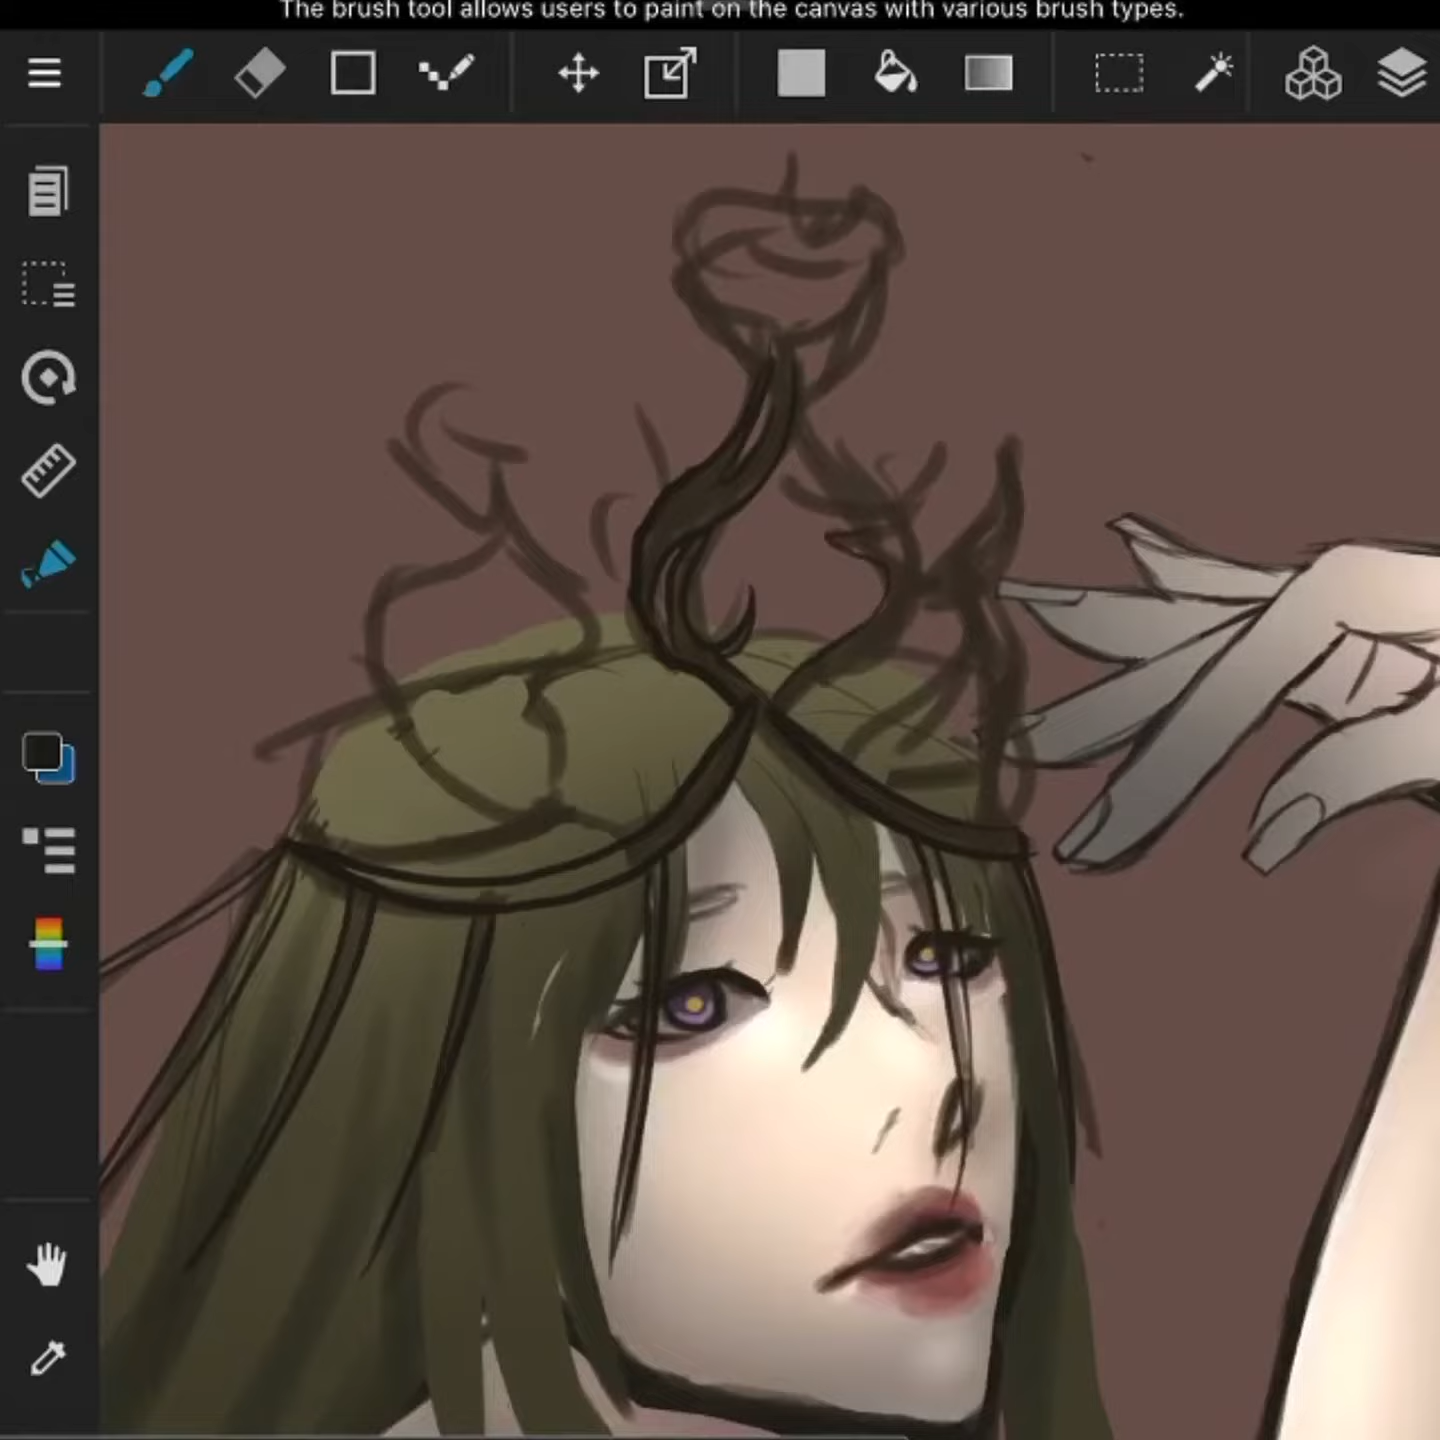 The brush tool allows users to paint on the canvas with various brush types.